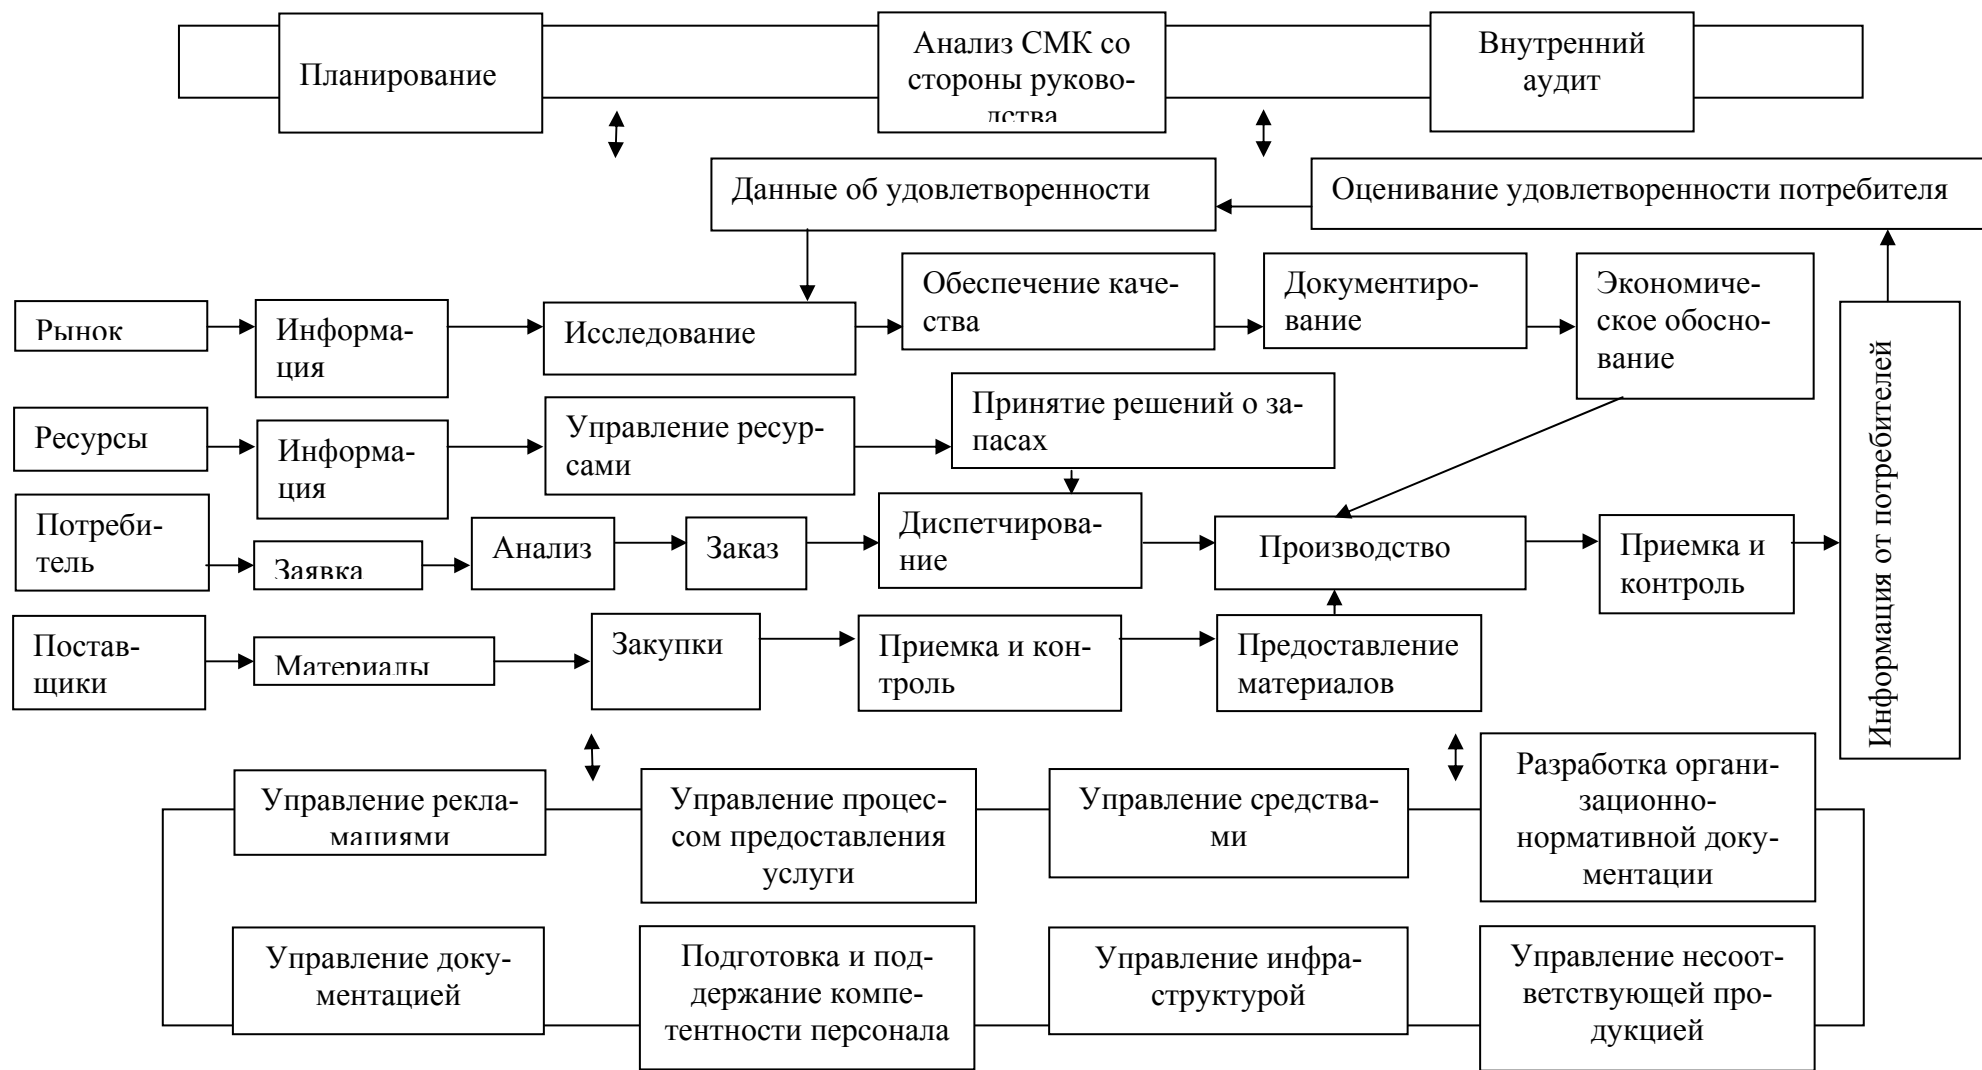 Планирование
Анализ СМК со
стороны руково-
дства
Внутренний
аудит
Данные об удовлетворенности
Оценивание удовлетворенности потребителя
Рынок
Информа-
ция
Исследование
Обеспечение каче-
ства
Документиро-
вание
Экономиче-
ское обосно-
вание
Информация от потребителей
Ресурсы
Информа-
ция
Управление ресур-
сами
Принятие решений о за-
пасах
Потреби-
тель
Заявка
Анализ
Заказ
Диспетчирова-
ние
Производство
Приемка и
контроль
Постав-
щики
Материалы
Закупки
Приемка и кон-
троль
Предоставление
материалов
Управление рекла-
мациями
Управление процес-
сом предоставления
услуги
Управление средства-
ми
Разработка органи-
зационно-
нормативной доку-
ментации
Управление доку-
ментацией
Подготовка и под-
держание компе-
тентности персонала
Управление инфра-
структурой
Управление несоот-
ветствующей про-
дукцией